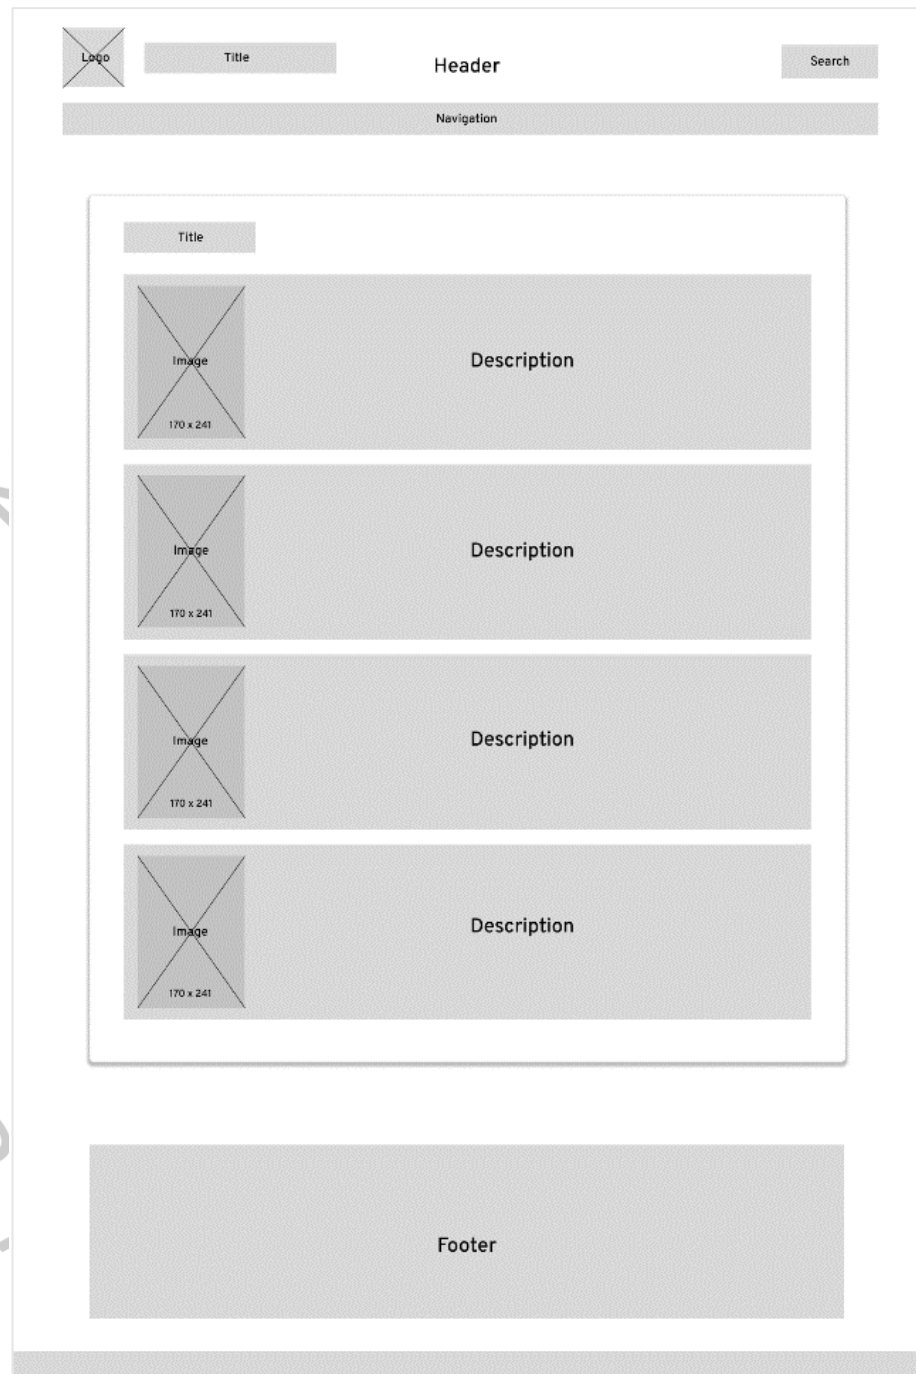 Logo
Title
Header
Search
Navigation
Title
Image
170 x 241
Description
Image
170 x 241
Description
Image
170 x 241
Description
Image
170 x 241
Description
Footer